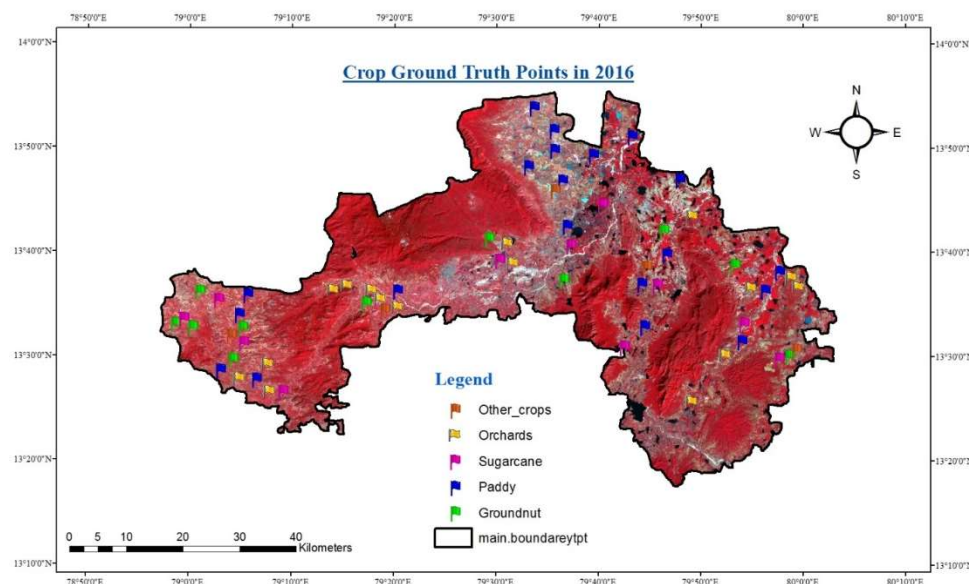 78°50'0"E 79°0'0"E 79°10'0"E 79°20'0"E 79°30'0"E 79°40'0"E 79°50'0"E 80°0'0"E 80°10'0"E
14°0'0"N 14°0'0"N
Crop Ground Truth Points in 2016
N
W E
S
13°50'0"N 13°50'0"N
13°40'0"N 13°40'0"N
13°30'0"N 13°30'0"N
Legend
Other_crops
Orchards
13°20'0"N 13°20'0"N
Sugarcane
Paddy
Groundnut
main.boundareytpt
0 5 10 20 30 40
Kilometers
13°10'0"N 13°10'0"N
78°50'0"E 79°0'0"E 79°10'0"E 79°20'0"E 79°30'0"E 79°40'0"E 79°50'0"E 80°0'0"E 80°10'0"E